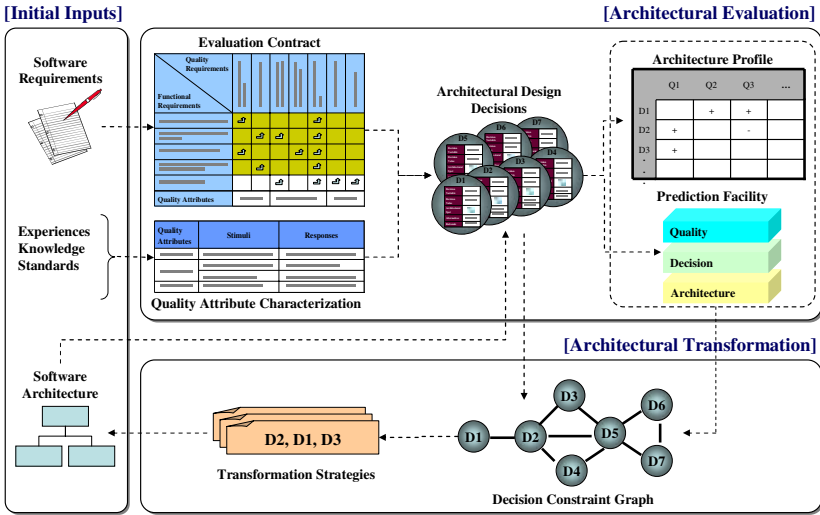 [Initial Inputs]
[Architectural Evaluation]
Software
Requirements
Experiences
Knowledge
Standards
Software
Architecture
Evaluation Contract
Quality
Requirements
Functional
Requirements
Quality Attributes
Quality
Attributes
Stimuli
Responses
Quality Attribute Characterization
Architectural Design
Decisions
D7
D6
D5
D4
D3
D2
D1
Architecture Profile
Q1 Q2 Q3 ...
D1 + +
D2 + -
D3 +
Prediction Facility
Quality
Decision
Architecture
[Architectural Transformation]
D2, D1, D3
Transformation Strategies
D3
D6
D1
D2
D5
D4
D7
Decision Constraint Graph